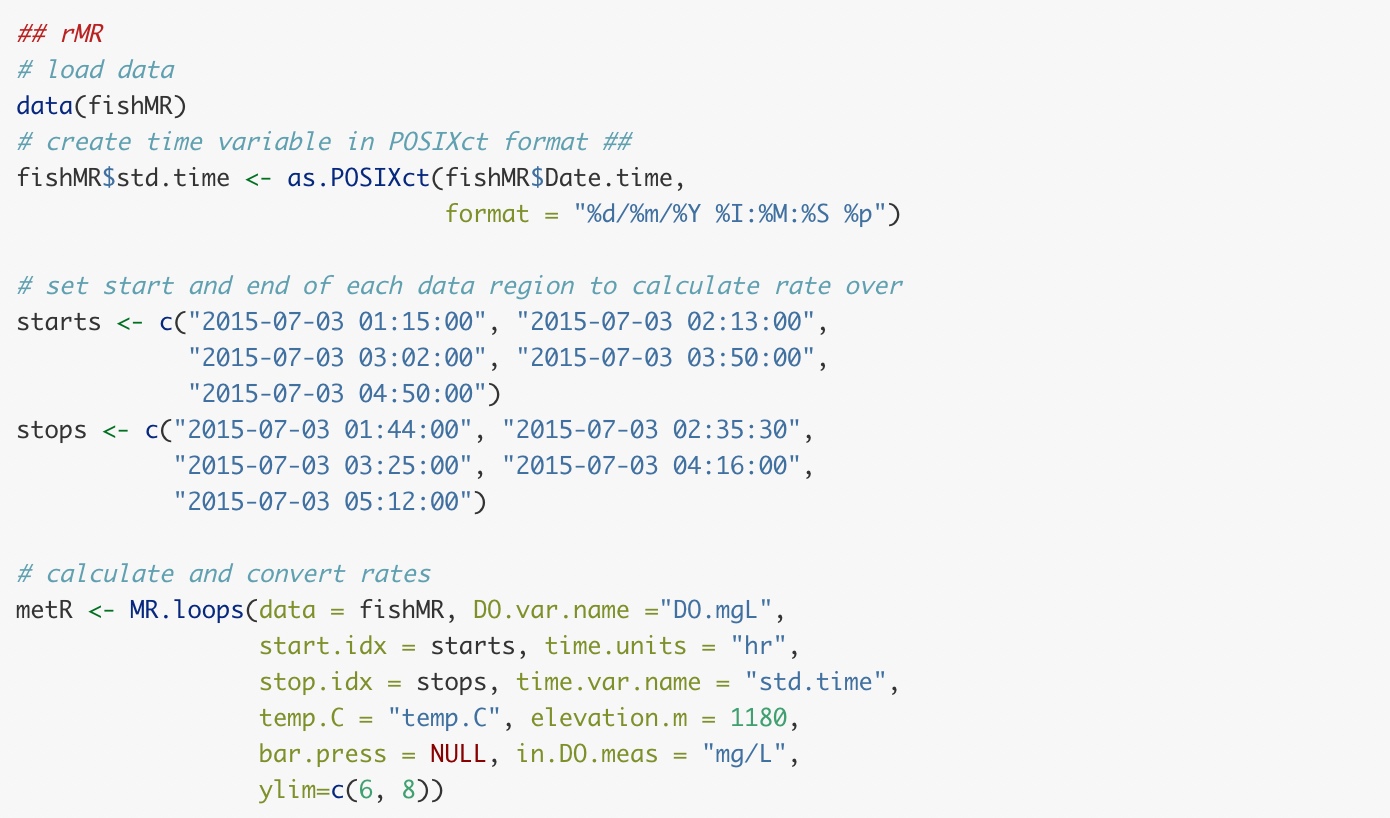 ## rMR
# load data
data(fishMR)
# create time variable in POSIXct format ##
fishMR$std.time <- as.POSIXct(fishMR$Date.time,
                              format = "%d/%m/%Y %I:%M:%S %p")

# set start and end of each data region to calculate rate over
starts <- c("2015-07-03 01:15:00", "2015-07-03 02:13:00",
            "2015-07-03 03:02:00", "2015-07-03 03:50:00",
            "2015-07-03 04:50:00")
stops <- c("2015-07-03 01:44:00", "2015-07-03 02:35:30",
           "2015-07-03 03:25:00", "2015-07-03 04:16:00",
           "2015-07-03 05:12:00")

# calculate and convert rates
metR <- MR.loops(data = fishMR, DO.var.name ="DO.mgL",
                 start.idx = starts, time.units = "hr",
                 stop.idx = stops, time.var.name = "std.time",
                 temp.C = "temp.C", elevation.m = 1180,
                 bar.press = NULL, in.DO.meas = "mg/L",
                 ylim=c(6, 8))